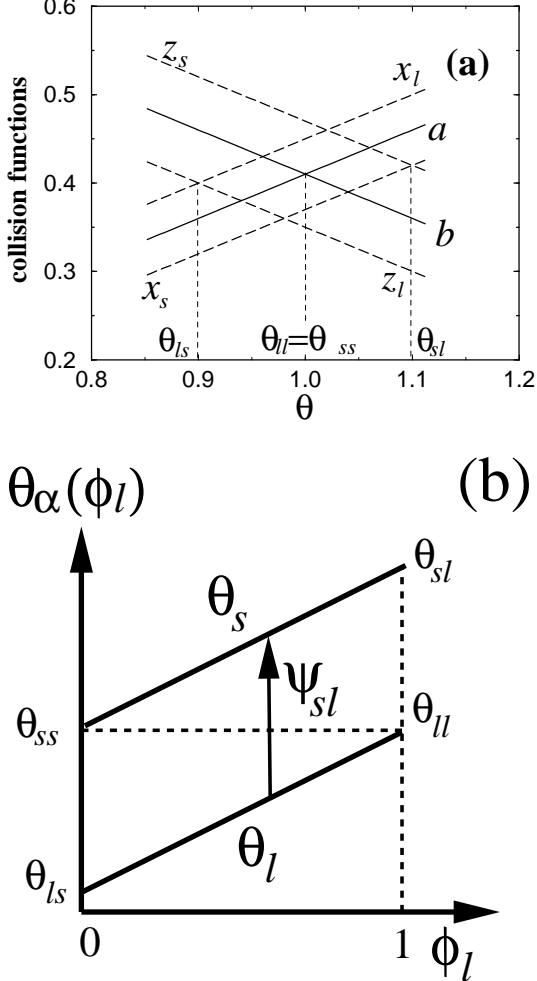 0.6
z_s
x_l
(a)
0.5
a
collision functions
0.4
0.3
b
x_s
z_l
θ_ls
θ_ll=θ_ss
θ_sl
0.2
0.8
0.9
1.0
1.1
1.2
θ
θ_α(ϕ_l)
(b)
θ_sl
θ_s
ψ_sl
θ_ss
θ_ll
θ_l
θ_ls
0
1
ϕ_l